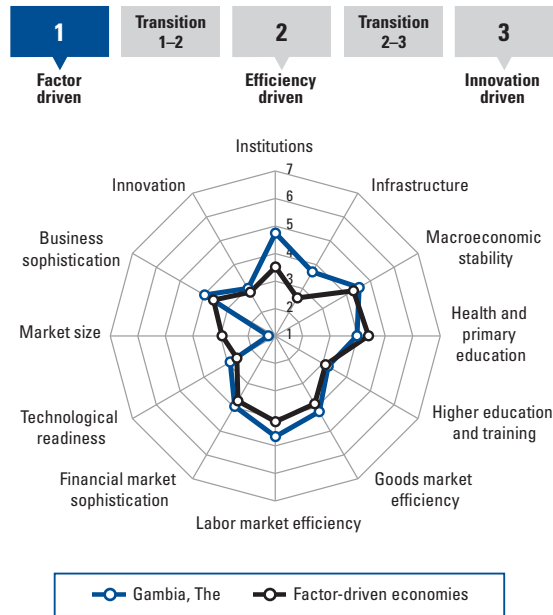 1
Transition
1–2
2
Transition
2–3
3
Factor
driven
Efficiency
driven
Innovation
driven
Institutions
Infrastructure
Macroeconomic
stability
Health and
primary
education
Higher education
and training
Goods market
efficiency
Labor market efficiency
Financial market
sophistication
Technological
readiness
Market size
Business
sophistication
Innovation
7
6
5
4
3
2
1
Gambia, The
Factor-driven economies